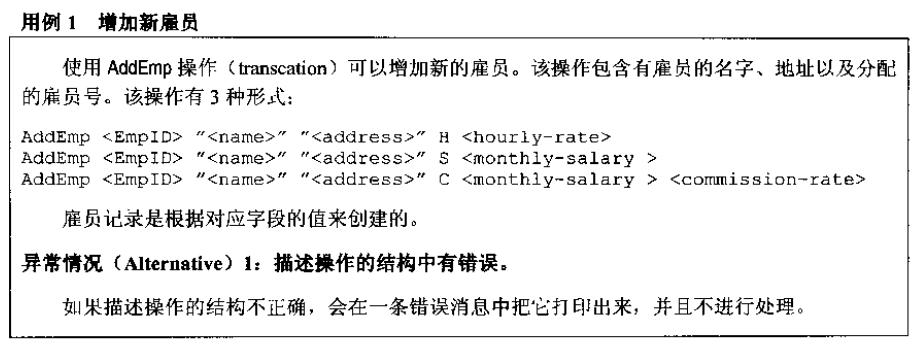 用例 1 增加新雇员
使用 AddEmp 操作（transcation）可以增加新的雇员。该操作包含有雇员的名字、地址以及分配
的雇员号。该操作有 3 种形式：
AddEmp <EmpID> "<name>" "<address>" H <hourly-rate>
AddEmp <EmpID> "<name>" "<address>" S <monthly-salary >
AddEmp <EmpID> "<name>" "<address>" C <monthly-salary > <commission-rate>
雇员记录是根据对应字段的值来创建的。
异常情况（Alternative）1：描述操作的结构中有错误。
如果描述操作的结构不正确，会在一条错误消息中把它打印出来，并且不进行处理。